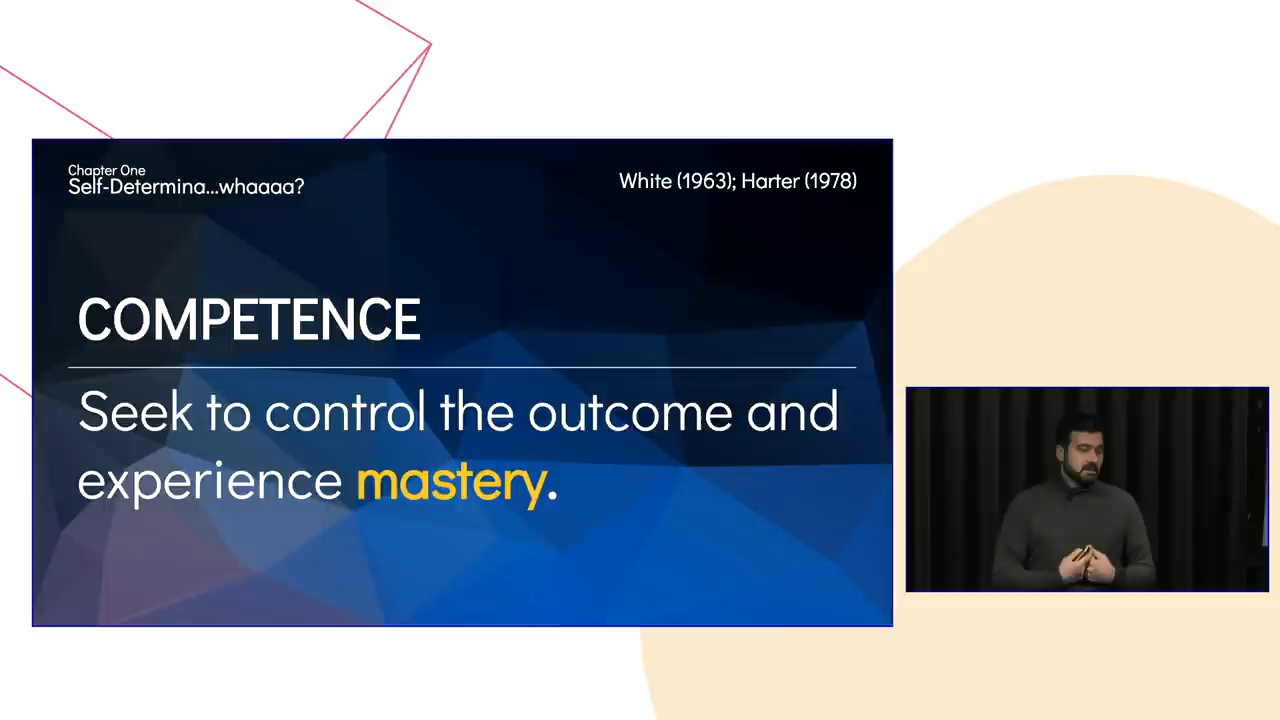 Chapter One
Self-Determina...whaaaa?
White (1963); Harter (1978)
COMPETENCE
Seek to control the outcome and
experience mastery.